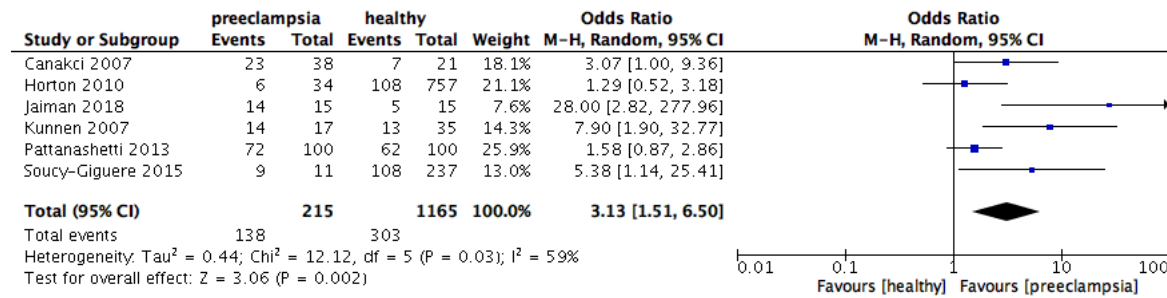 preeclampsia healthy Odds Ratio Odds Ratio
Study or Subgroup Events Total Events Total Weight M-H, Random, 95% CI M-H, Random, 95% CI
Canakci 2007 23 38 7 21 18.1% 3.07 [1.00, 9.36]
Horton 2010 6 34 108 757 21.1% 1.29 [0.52, 3.18]
Jaiman 2018 14 15 5 15 7.6% 28.00 [2.82, 277.96]
Kunnen 2007 14 17 13 35 14.3% 7.90 [1.90, 32.77]
Pattanashetti 2013 72 100 62 100 25.9% 1.58 [0.87, 2.86]
Soucy-Giguere 2015 9 11 108 237 13.0% 5.38 [1.14, 25.41]
Total (95% CI) 215 1165 100.0% 3.13 [1.51, 6.50]
Total events 138 303
Heterogeneity: Tau² = 0.44; Chi² = 12.12, df = 5 (P = 0.03); I² = 59%
Test for overall effect: Z = 3.06 (P = 0.002)
0.01 0.1 1 10 100
Favours [healthy] Favours [preeclampsia]